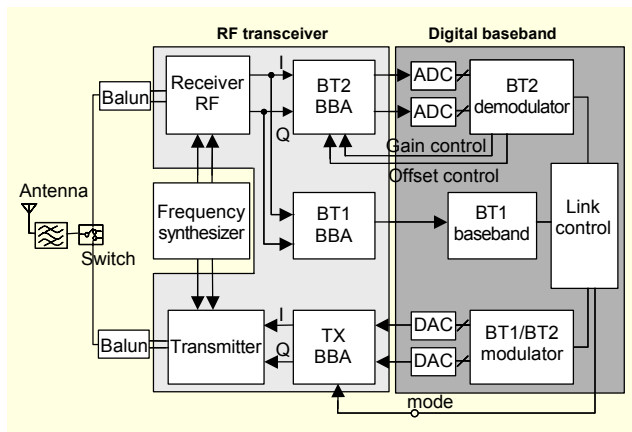 RF transceiver
Digital baseband
Balun
Receiver
RF
I
Q
BT2
BBA
ADC
ADC
BT2
demodulator
Gain control
Offset control
Antenna
Switch
Frequency
synthesizer
BT1
BBA
BT1
baseband
Link
control
Balun
Transmitter
I
Q
TX
BBA
DAC
DAC
BT1/BT2
modulator
mode